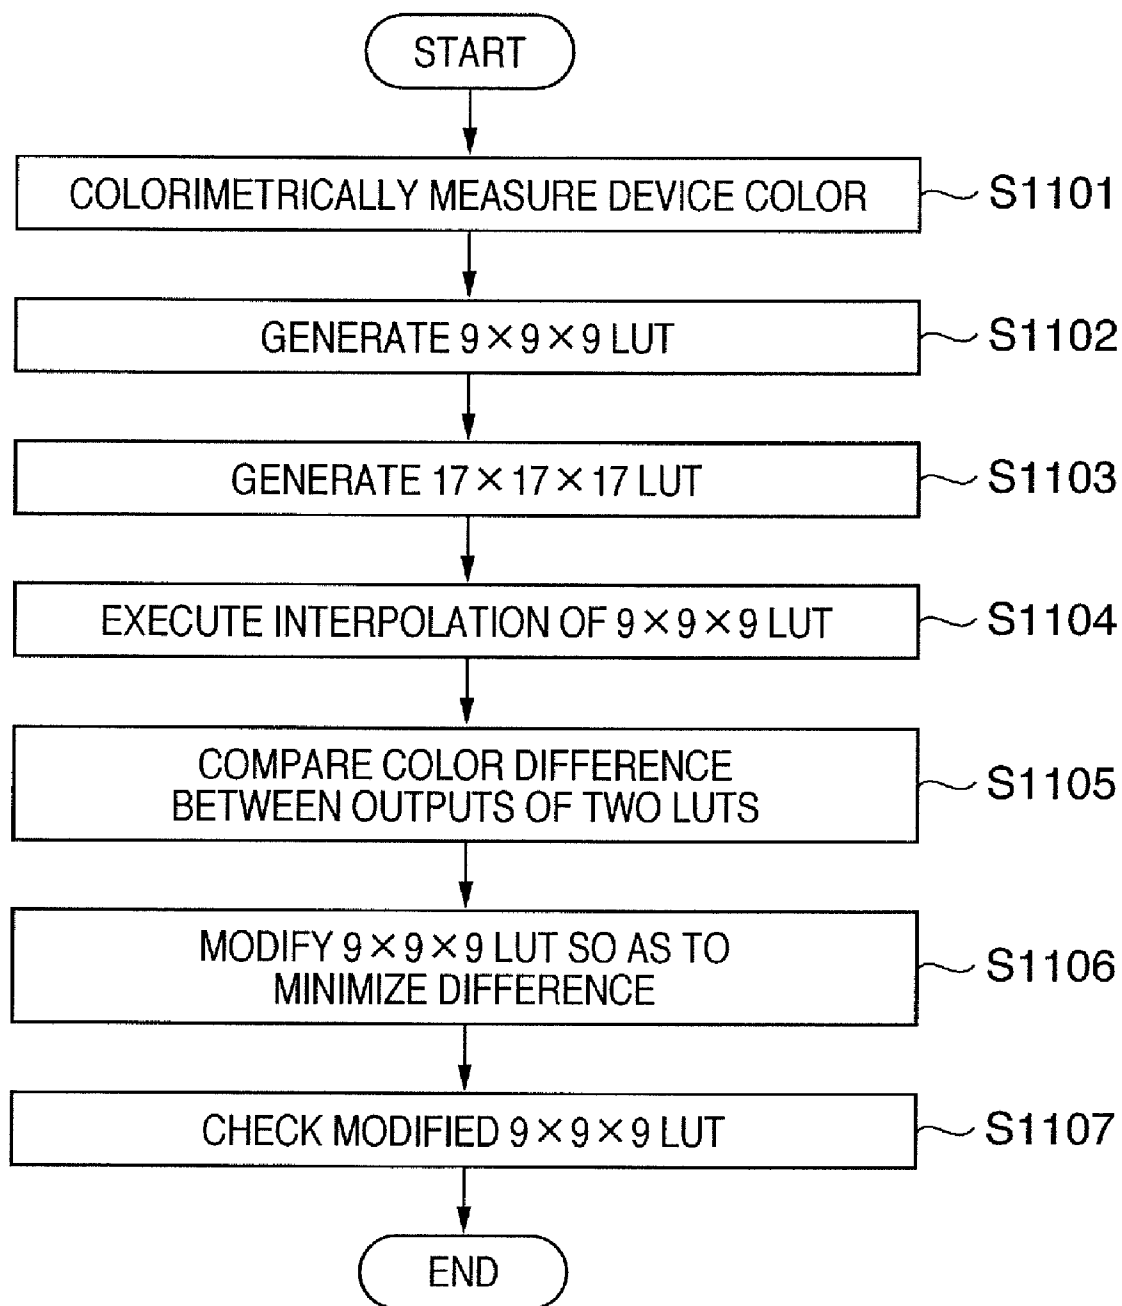 START
COLORIMETRICALLY MEASURE DEVICE COLOR
S1101
GENERATE 9×9×9 LUT
S1102
GENERATE 17×17×17 LUT
S1103
EXECUTE INTERPOLATION OF 9×9×9 LUT
S1104
COMPARE COLOR DIFFERENCE
BETWEEN OUTPUTS OF TWO LUTS
S1105
MODIFY 9×9×9 LUT SO AS TO
MINIMIZE DIFFERENCE
S1106
CHECK MODIFIED 9×9×9 LUT
S1107
END